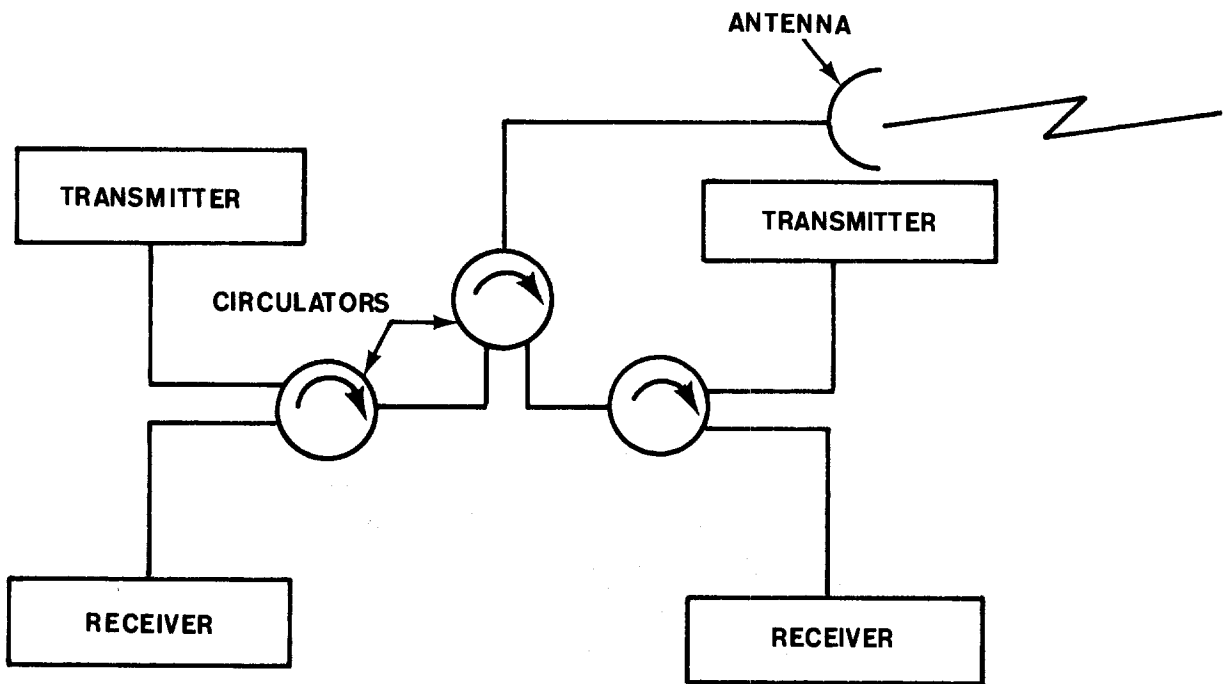 ANTENNA
TRANSMITTER
TRANSMITTER
CIRCULATORS
RECEIVER
RECEIVER